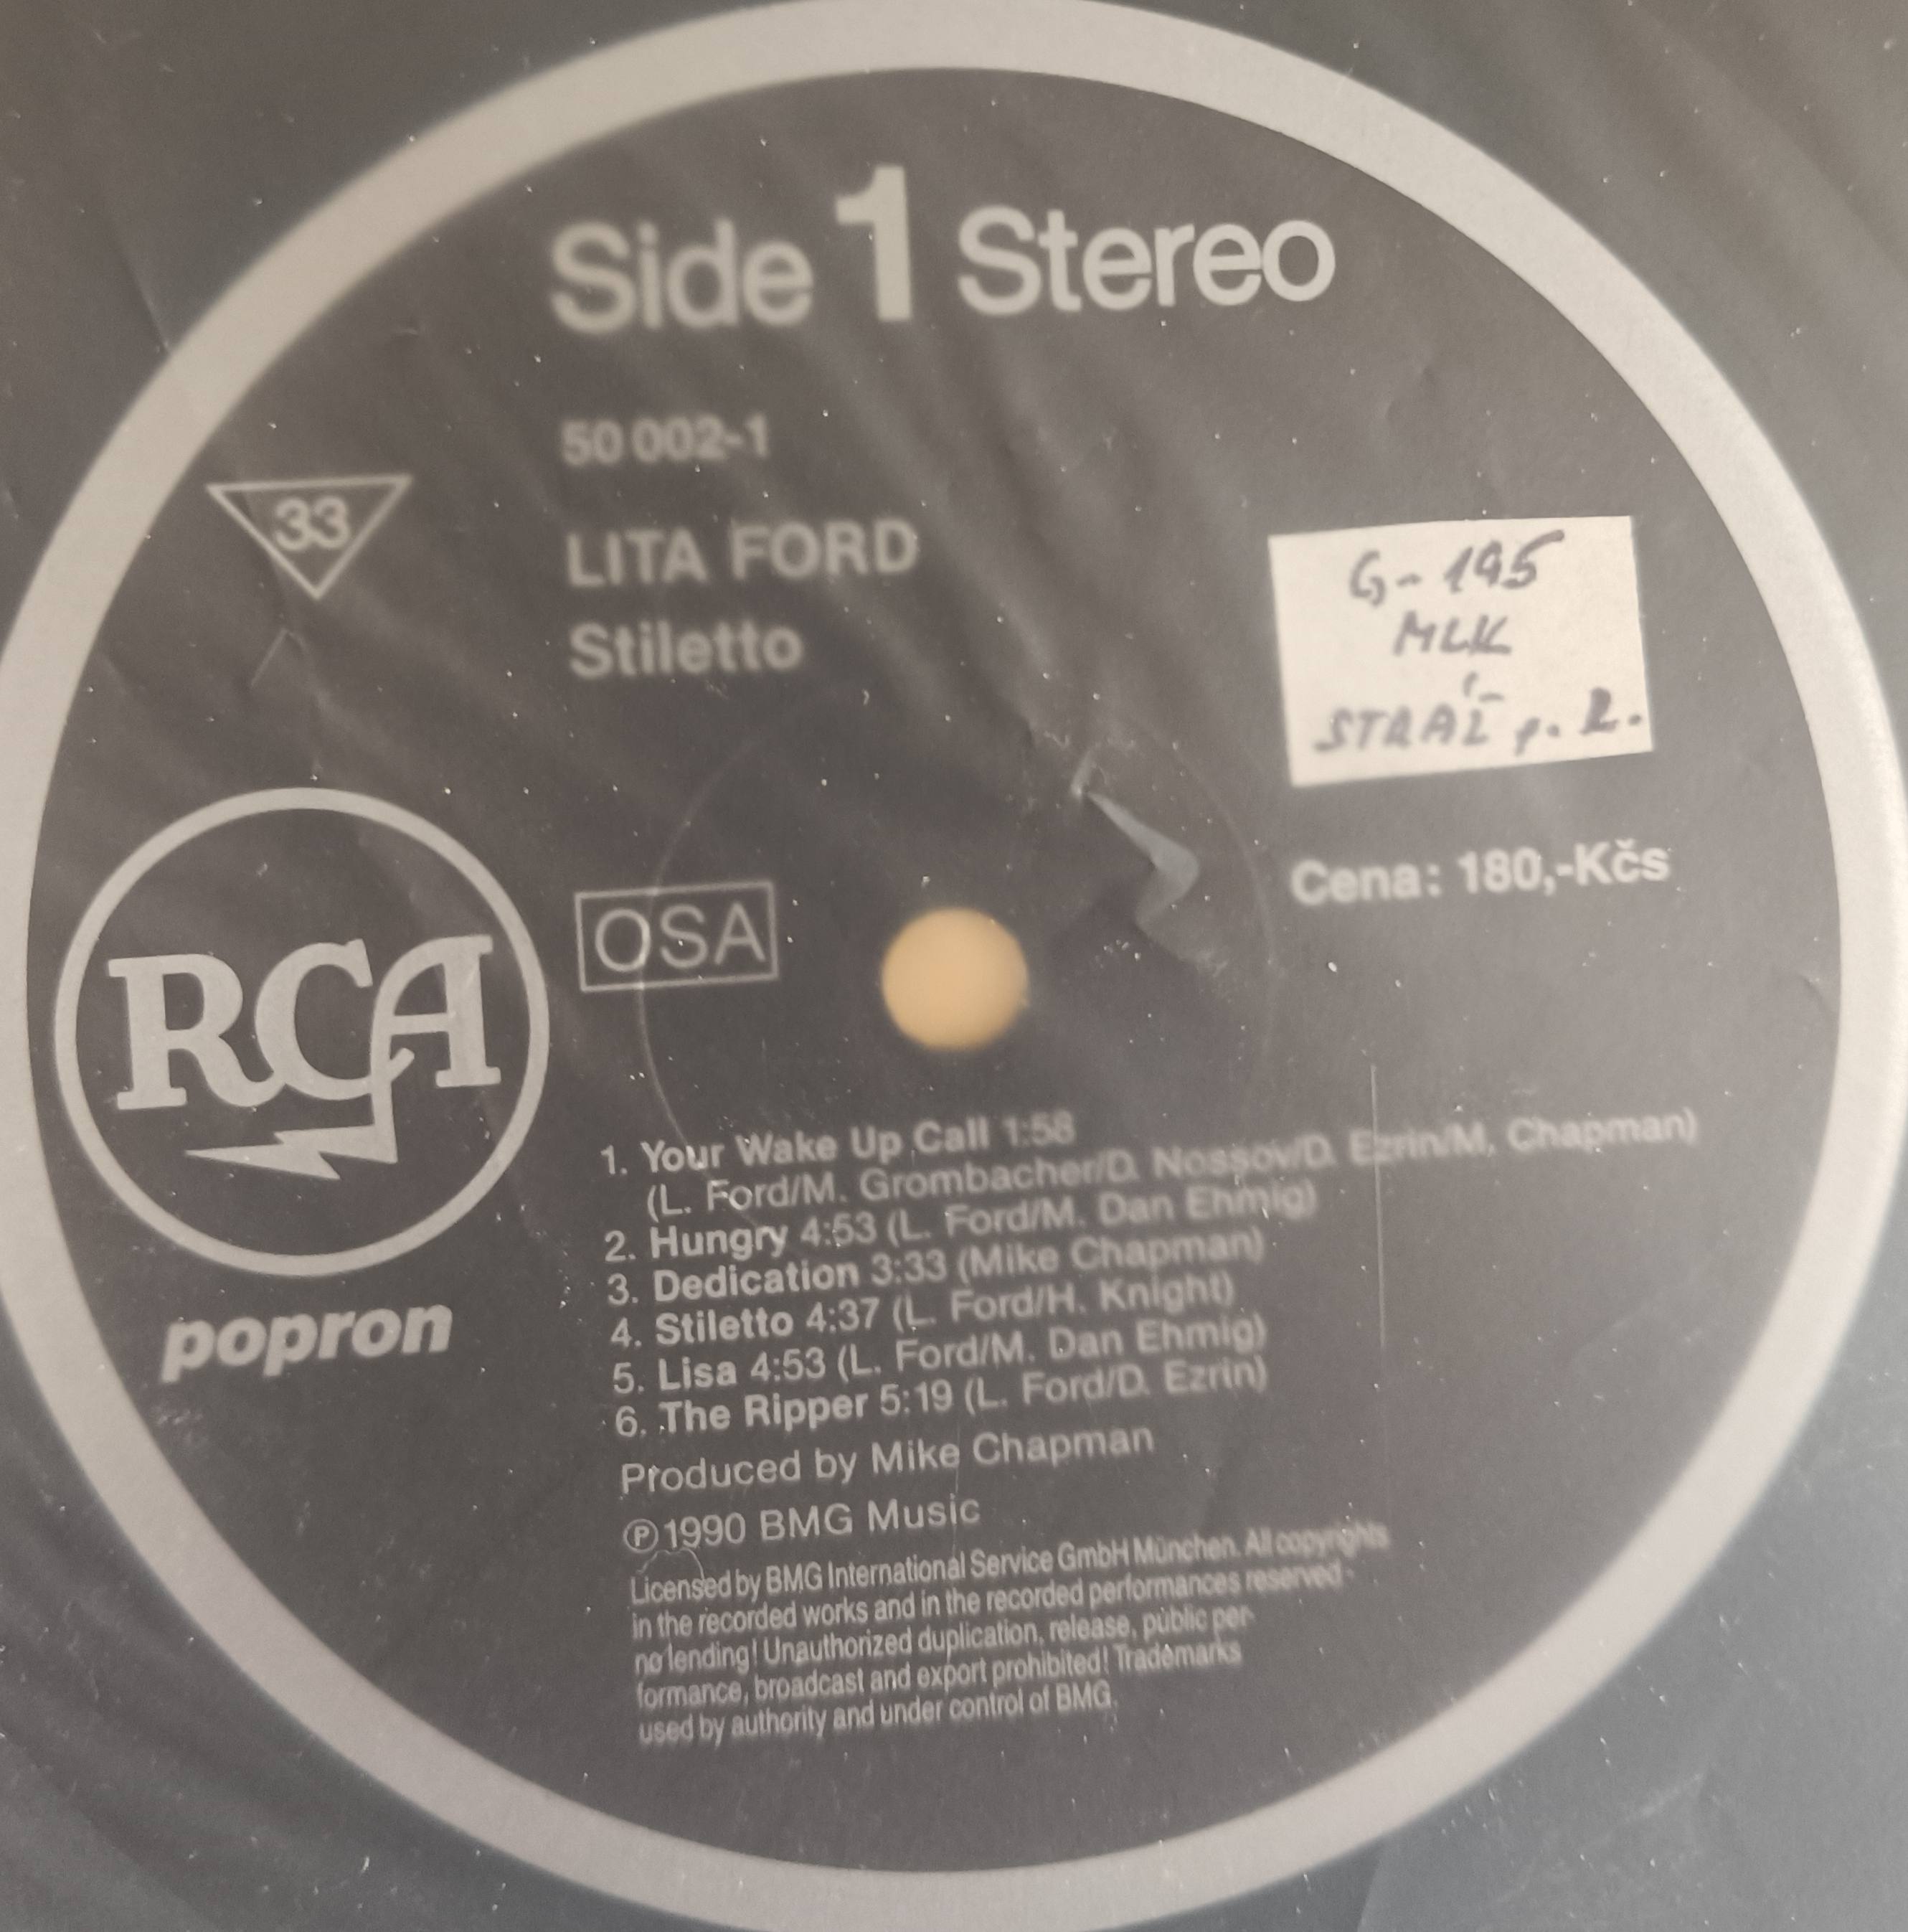 Side 1 Stereo
50 002-1
33
LITA FORD
Stiletto
G-195
MLK
STRÁŽ p. R.
Cena: 180,-Kčs
OSA
RCA
popron
1. Your Wake Up Call 1:58
(L. Ford/M. Grombacher/D. Nossov/D. Ezrin/M. Chapman)
2. Hungry 4:53 (L. Ford/M. Dan Ehmig)
3. Dedication 3:33 (Mike Chapman)
4. Stiletto 4:37 (L. Ford/H. Knight)
5. Lisa 4:53 (L. Ford/M. Dan Ehmig)
6. The Ripper 5:19 (L. Ford/D. Ezrin)
Produced by Mike Chapman
Ⓟ1990 BMG Music
Licensed by BMG International Service GmbH München. All copyrights
in the recorded works and in the recorded performances reserved -
no lending! Unauthorized duplication, release, public per-
formance, broadcast and export prohibited! Trademarks
used by authority and under control of BMG.